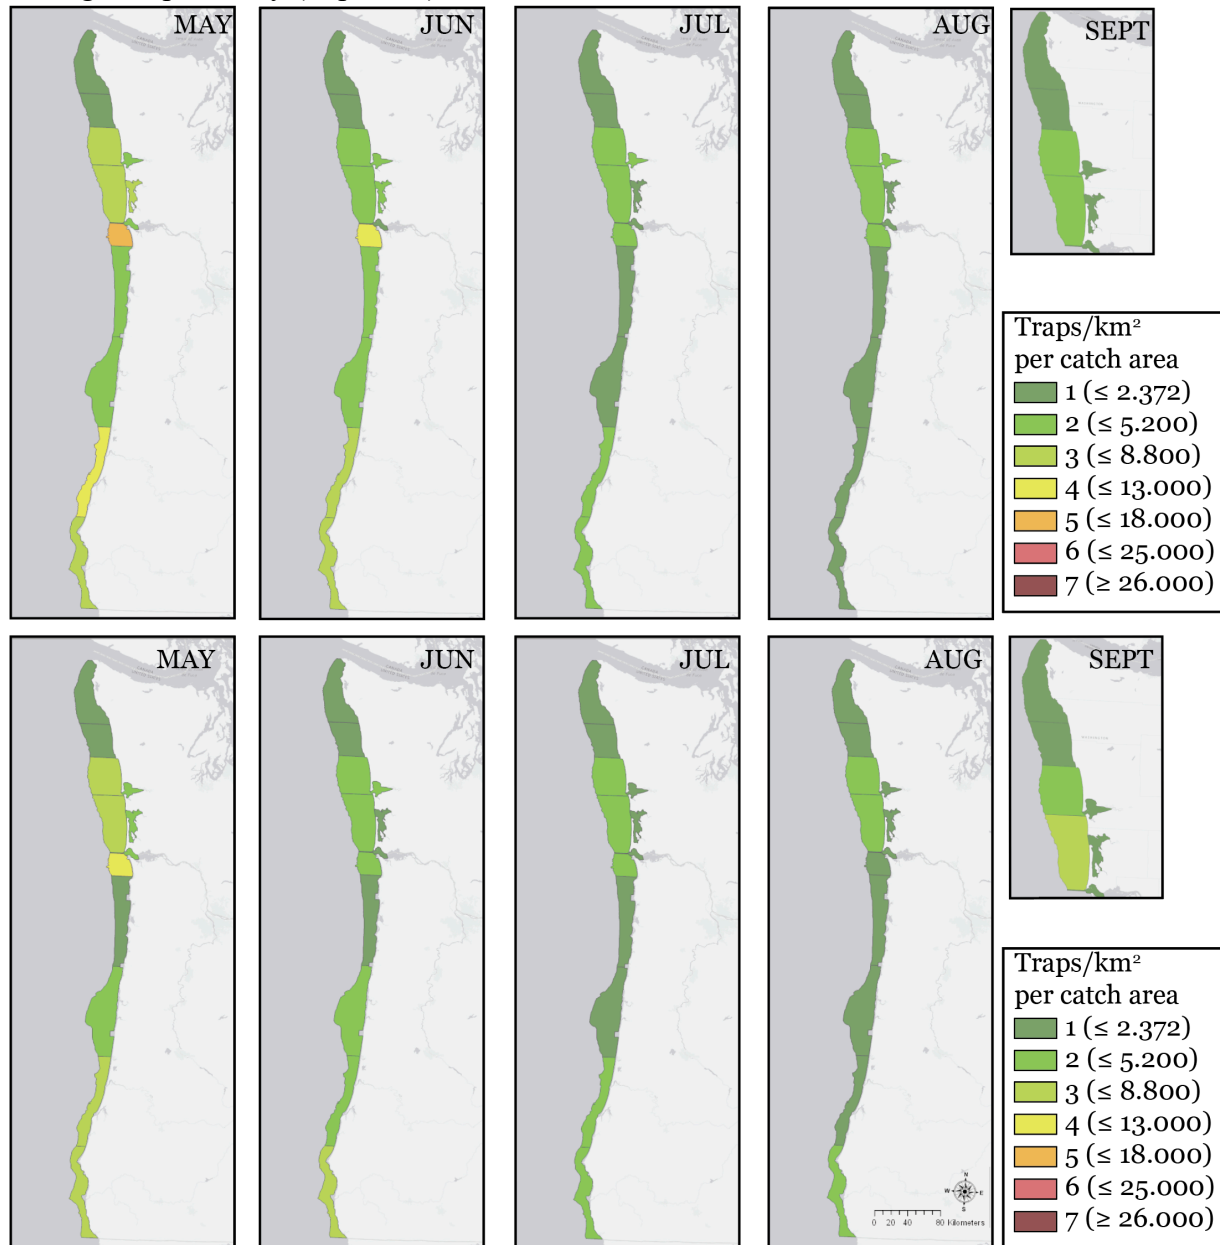 MAY
JUN
JUL
AUG
SEPT
Traps/km²
per catch area
1 (≤ 2.372)
2 (≤ 5.200)
3 (≤ 8.800)
4 (≤ 13.000)
5 (≤ 18.000)
6 (≤ 25.000)
7 (≥ 26.000)
MAY
JUN
JUL
AUG
SEPT
Traps/km²
per catch area
1 (≤ 2.372)
2 (≤ 5.200)
3 (≤ 8.800)
4 (≤ 13.000)
5 (≤ 18.000)
6 (≤ 25.000)
7 (≥ 26.000)
N
W E
S
0 20 40 80 Kilometers